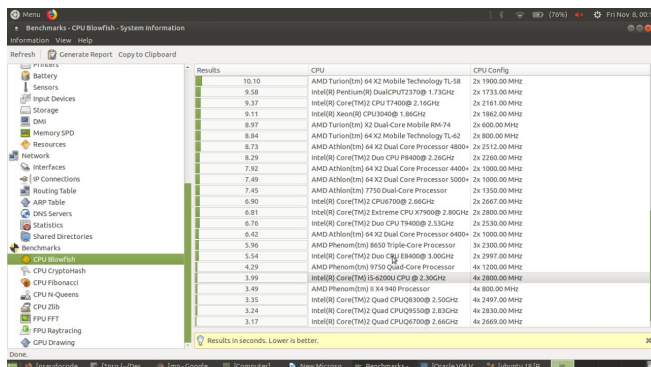 Menu
(76%)
Fri Nov 8, 00:
Benchmarks - CPU Blowfish - System Information
Information View Help
Refresh Generate Report Copy to Clipboard
Printers
Battery
Sensors
Input Devices
Storage
DMI
Memory SPD
Resources
Network
Interfaces
IP Connections
Routing Table
ARP Table
DNS Servers
Statistics
Shared Directories
Benchmarks
CPU Blowfish
CPU CryptoHash
CPU Fibonacci
CPU N-Queens
CPU Zlib
FPU FFT
FPU Raytracing
GPU Drawing
Results CPU CPU Config
10.10 AMD Turion(tm) 64 X2 Mobile Technology TL-58 2x 1900.00 MHz
9.58 Intel(R) Pentium(R) DualCPUT2370@ 1.73GHz 2x 1733.00 MHz
9.37 Intel(R) Core(TM)2 CPU T7400@ 2.16GHz 2x 2161.00 MHz
9.11 Intel(R) Xeon(R) CPU3040@ 1.86GHz 2x 1862.00 MHz
8.97 AMD Turion(tm) X2 Dual-Core Mobile RM-74 2x 600.00 MHz
8.84 AMD Turion(tm) 64 X2 Mobile Technology TL-62 2x 800.00 MHz
8.73 AMD Athlon(tm) 64 X2 Dual Core Processor 4800+ 2x 2512.00 MHz
8.29 Intel(R) Core(TM)2 Duo CPU P8400@ 2.26GHz 2x 2260.00 MHz
7.92 AMD Athlon(tm) 64 X2 Dual Core Processor 4400+ 1x 1000.00 MHz
7.49 AMD Athlon(tm) 64 X2 Dual Core Processor 5000+ 2x 1000.00 MHz
7.45 AMD Athlon(tm) 7750 Dual-Core Processor 2x 1350.00 MHz
6.90 Intel(R) Core(TM)2 CPU6700@ 2.66GHz 2x 2667.00 MHz
6.81 Intel(R) Core(TM)2 Extreme CPU X7900@ 2.80GHz 2x 2800.00 MHz
6.76 Intel(R) Core(TM)2 Duo CPU T9400@ 2.53GHz 2x 2530.00 MHz
6.42 AMD Athlon(tm) 64 X2 Dual Core Processor 6400+ 2x 1000.00 MHz
5.96 AMD Phenom(tm) 8650 Triple-Core Processor 3x 2300.00 MHz
5.54 Intel(R) Core(TM)2 Duo CPU E8400@ 3.00GHz 2x 2997.00 MHz
4.29 AMD Phenom(tm) 9750 Quad-Core Processor 4x 1200.00 MHz
3.99 Intel(R) Core(TM) i5-6200U CPU @ 2.30GHz 4x 2800.00 MHz
3.49 AMD Phenom(tm) II X4 940 Processor 4x 800.00 MHz
3.35 Intel(R) Core(TM)2 Quad CPUQ8300@ 2.50GHz 4x 2497.00 MHz
3.24 Intel(R) Core(TM)2 Quad CPUQ9550@ 2.83GHz 4x 2830.00 MHz
3.17 Intel(R) Core(TM)2 Quad CPUQ6700@ 2.66GHz 4x 2669.00 MHz
Results in seconds. Lower is better.
Done.